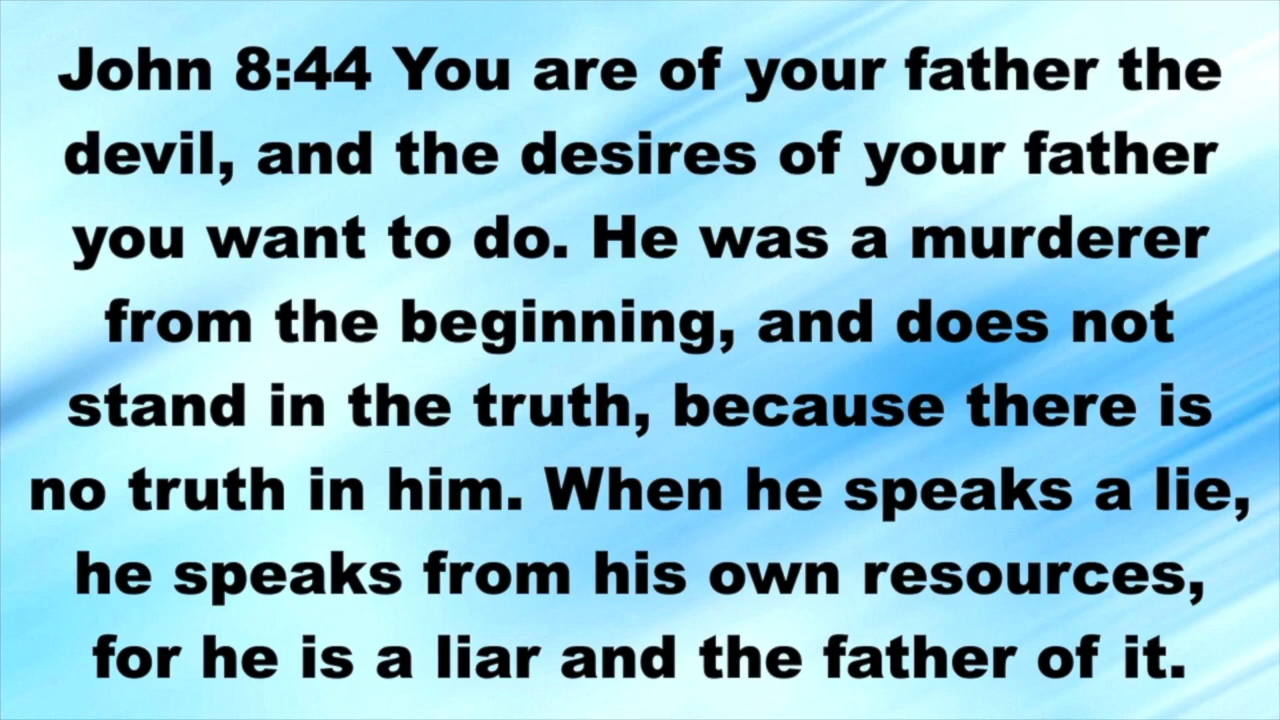 John 8:44 You are of your father the
devil, and the desires of your father
you want to do. He was a murderer
from the beginning, and does not
stand in the truth, because there is
no truth in him. When he speaks a lie,
he speaks from his own resources,
for he is a liar and the father of it.